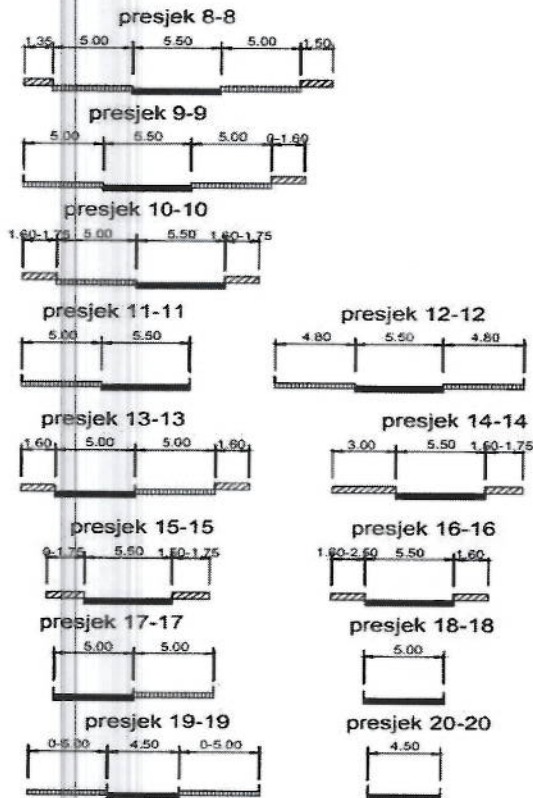 presjek 8-8
1.35 5.00 5.50 5.00 1.50
presjek 9-9
5.00 5.50 5.00 0-1.60
presjek 10-10
1.60-1.75 5.00 5.50 1.60-1.75
presjek 11-11
5.00 5.50
presjek 12-12
4.80 5.50 4.80
presjek 13-13
1.60 5.00 5.00 1.60
presjek 14-14
3.00 5.50 1.60-1.75
presjek 15-15
0-1.75 5.50 1.50-1.75
presjek 16-16
1.60-2.50 5.50 1.60
presjek 17-17
5.00 5.00
presjek 18-18
5.00
presjek 19-19
0-5.00 4.50 0-5.00
presjek 20-20
4.50